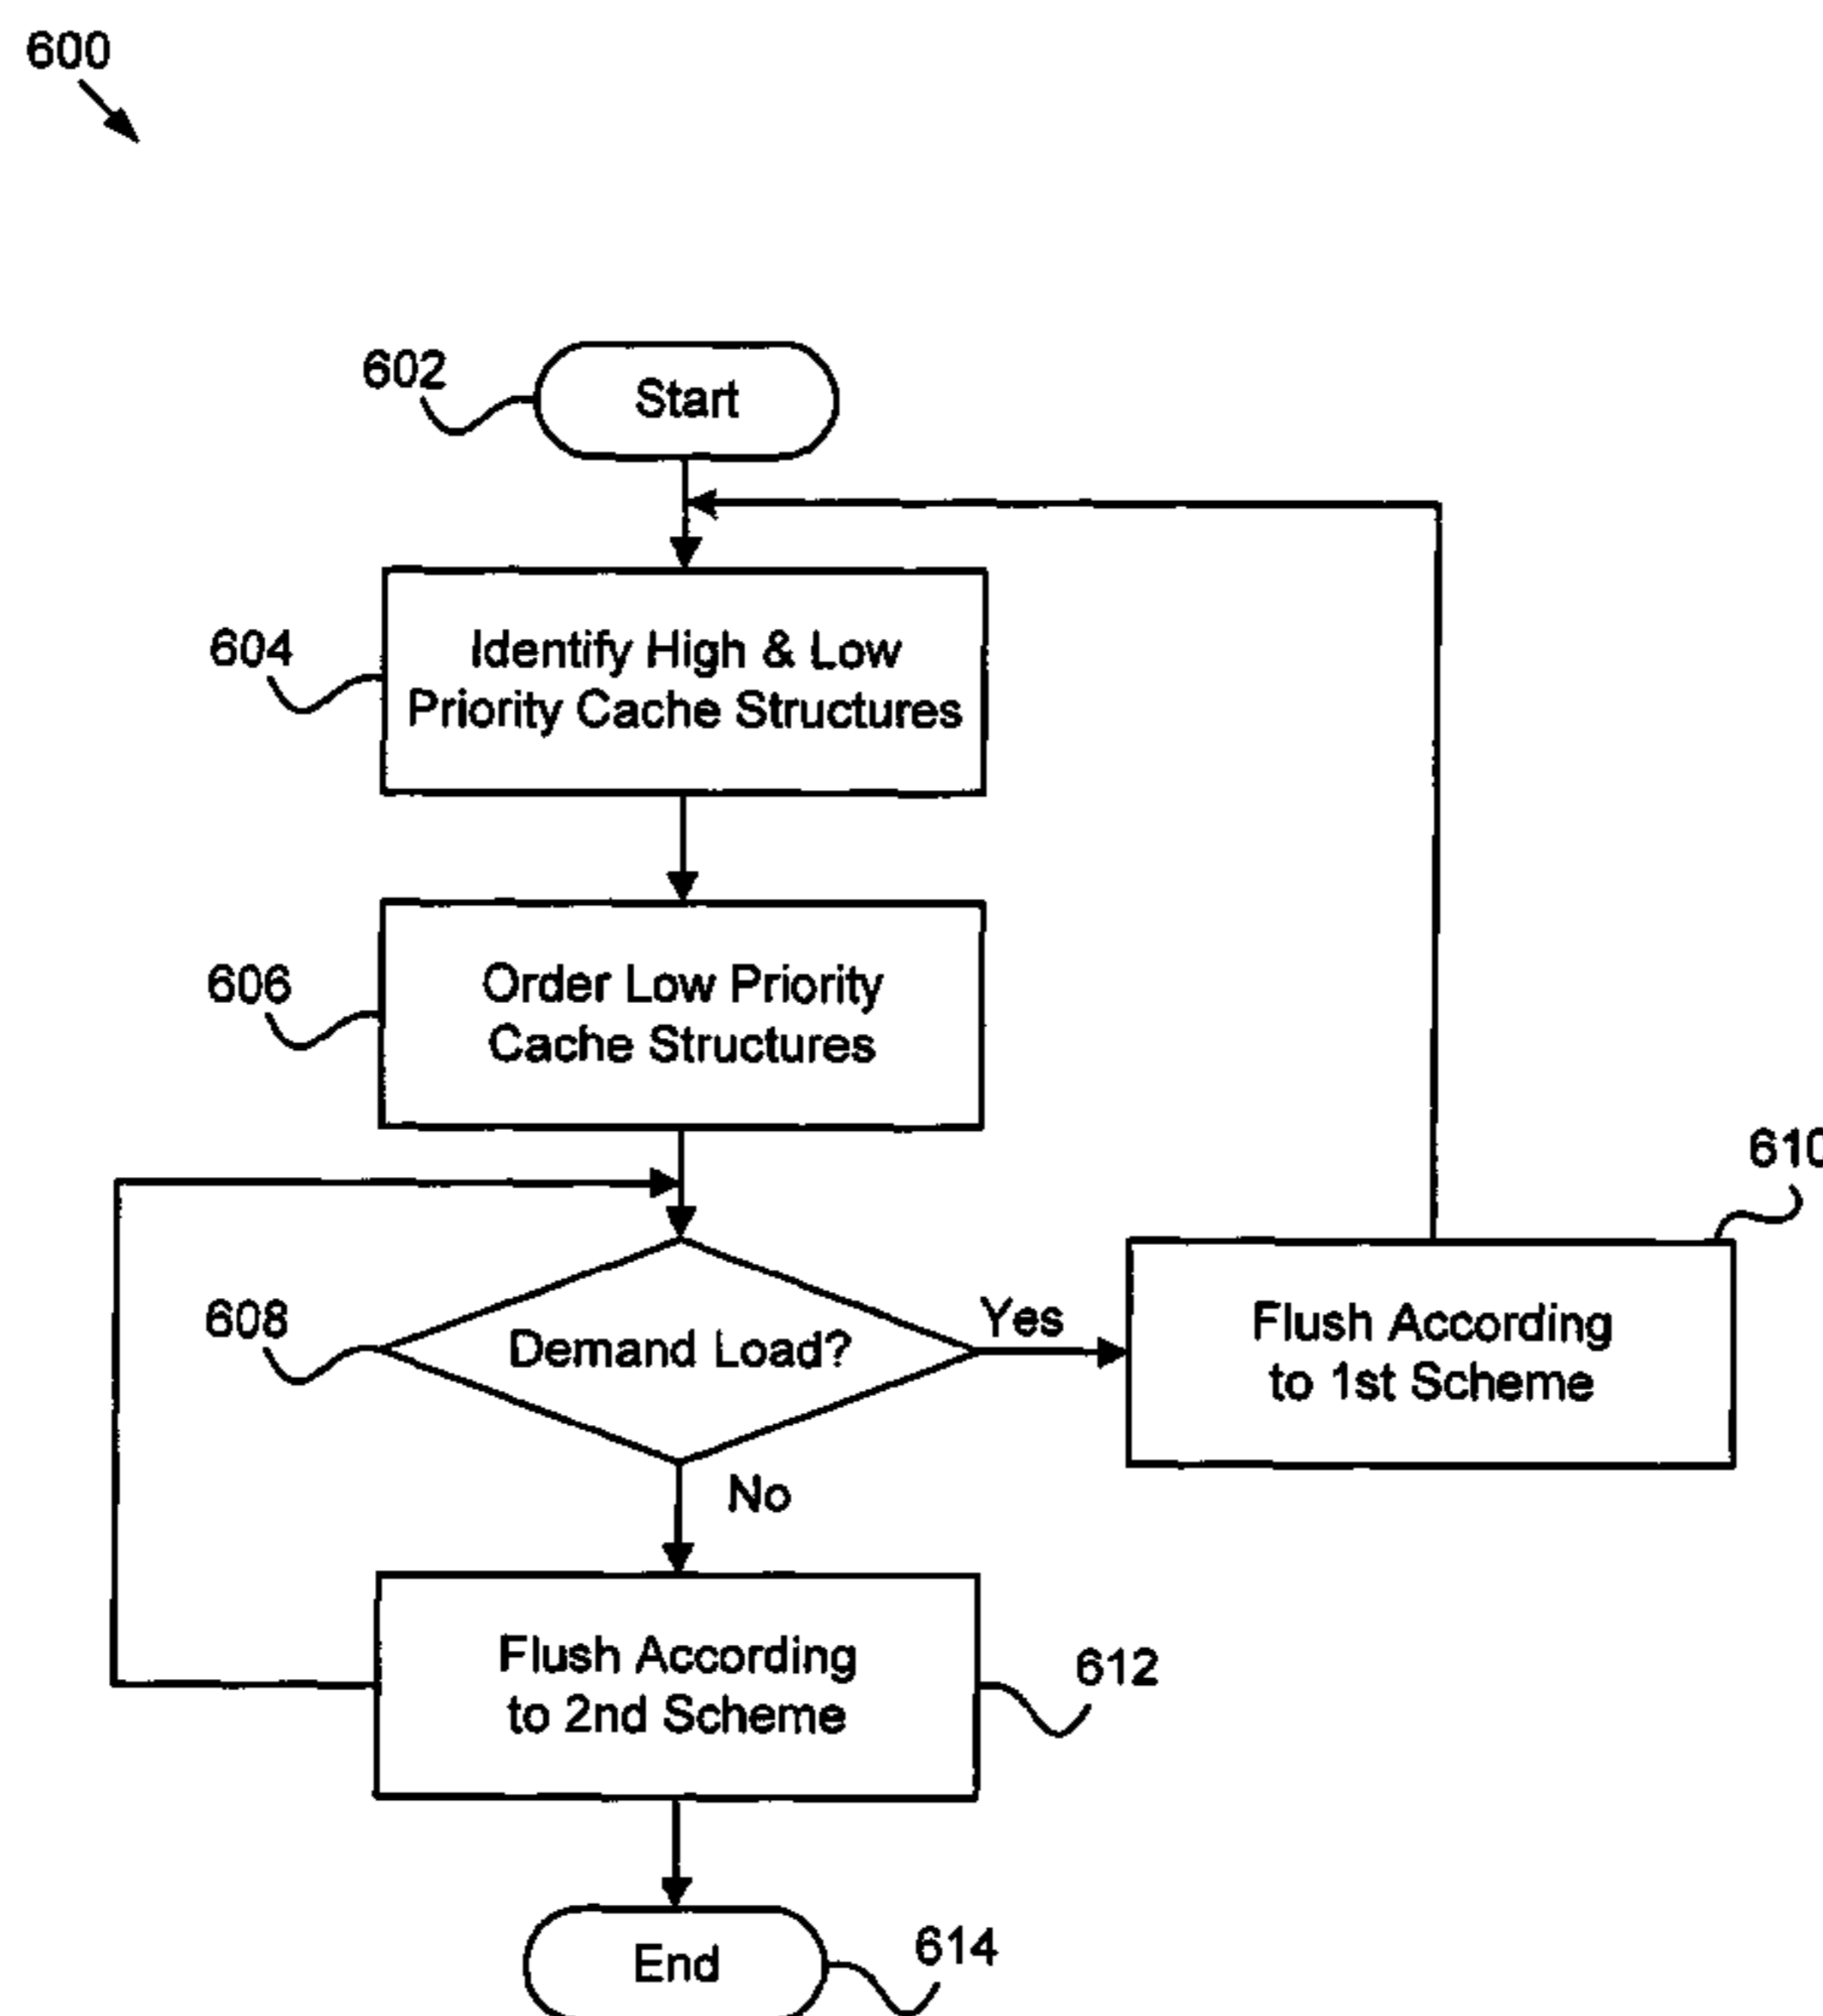 600
602
Start
604
Identify High & Low
Priority Cache Structures
606
Order Low Priority
Cache Structures
610
608
Demand Load?
Yes
Flush According
to 1st Scheme
No
Flush According
to 2nd Scheme
612
End
614